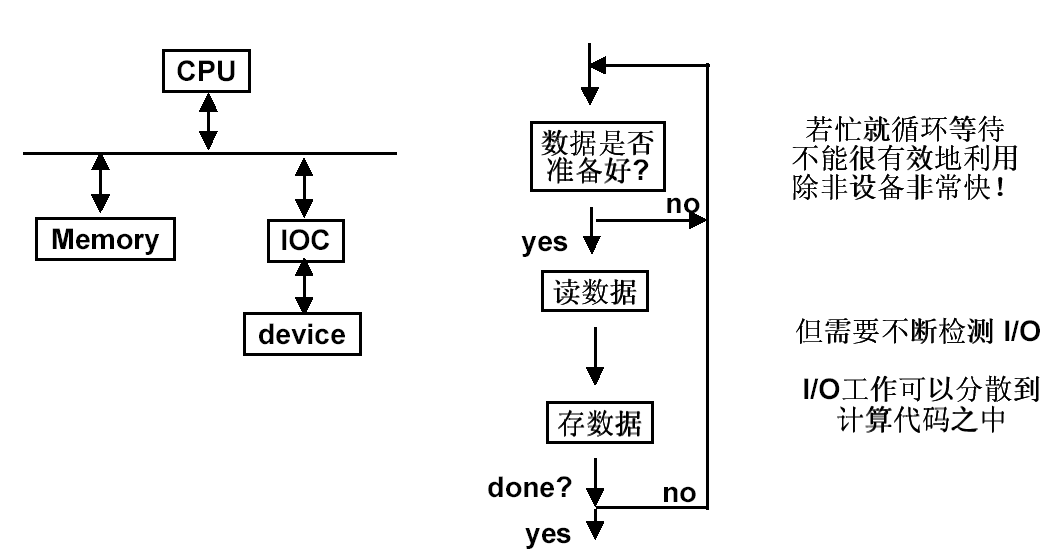 CPU
Memory
IOC
device
数据是否
准备好?
no
yes
读数据
存数据
done?
no
yes
若忙就循环等待
不能很有效地利用
除非设备非常快!
但需要不断检测 I/O
I/O工作可以分散到
计算代码之中